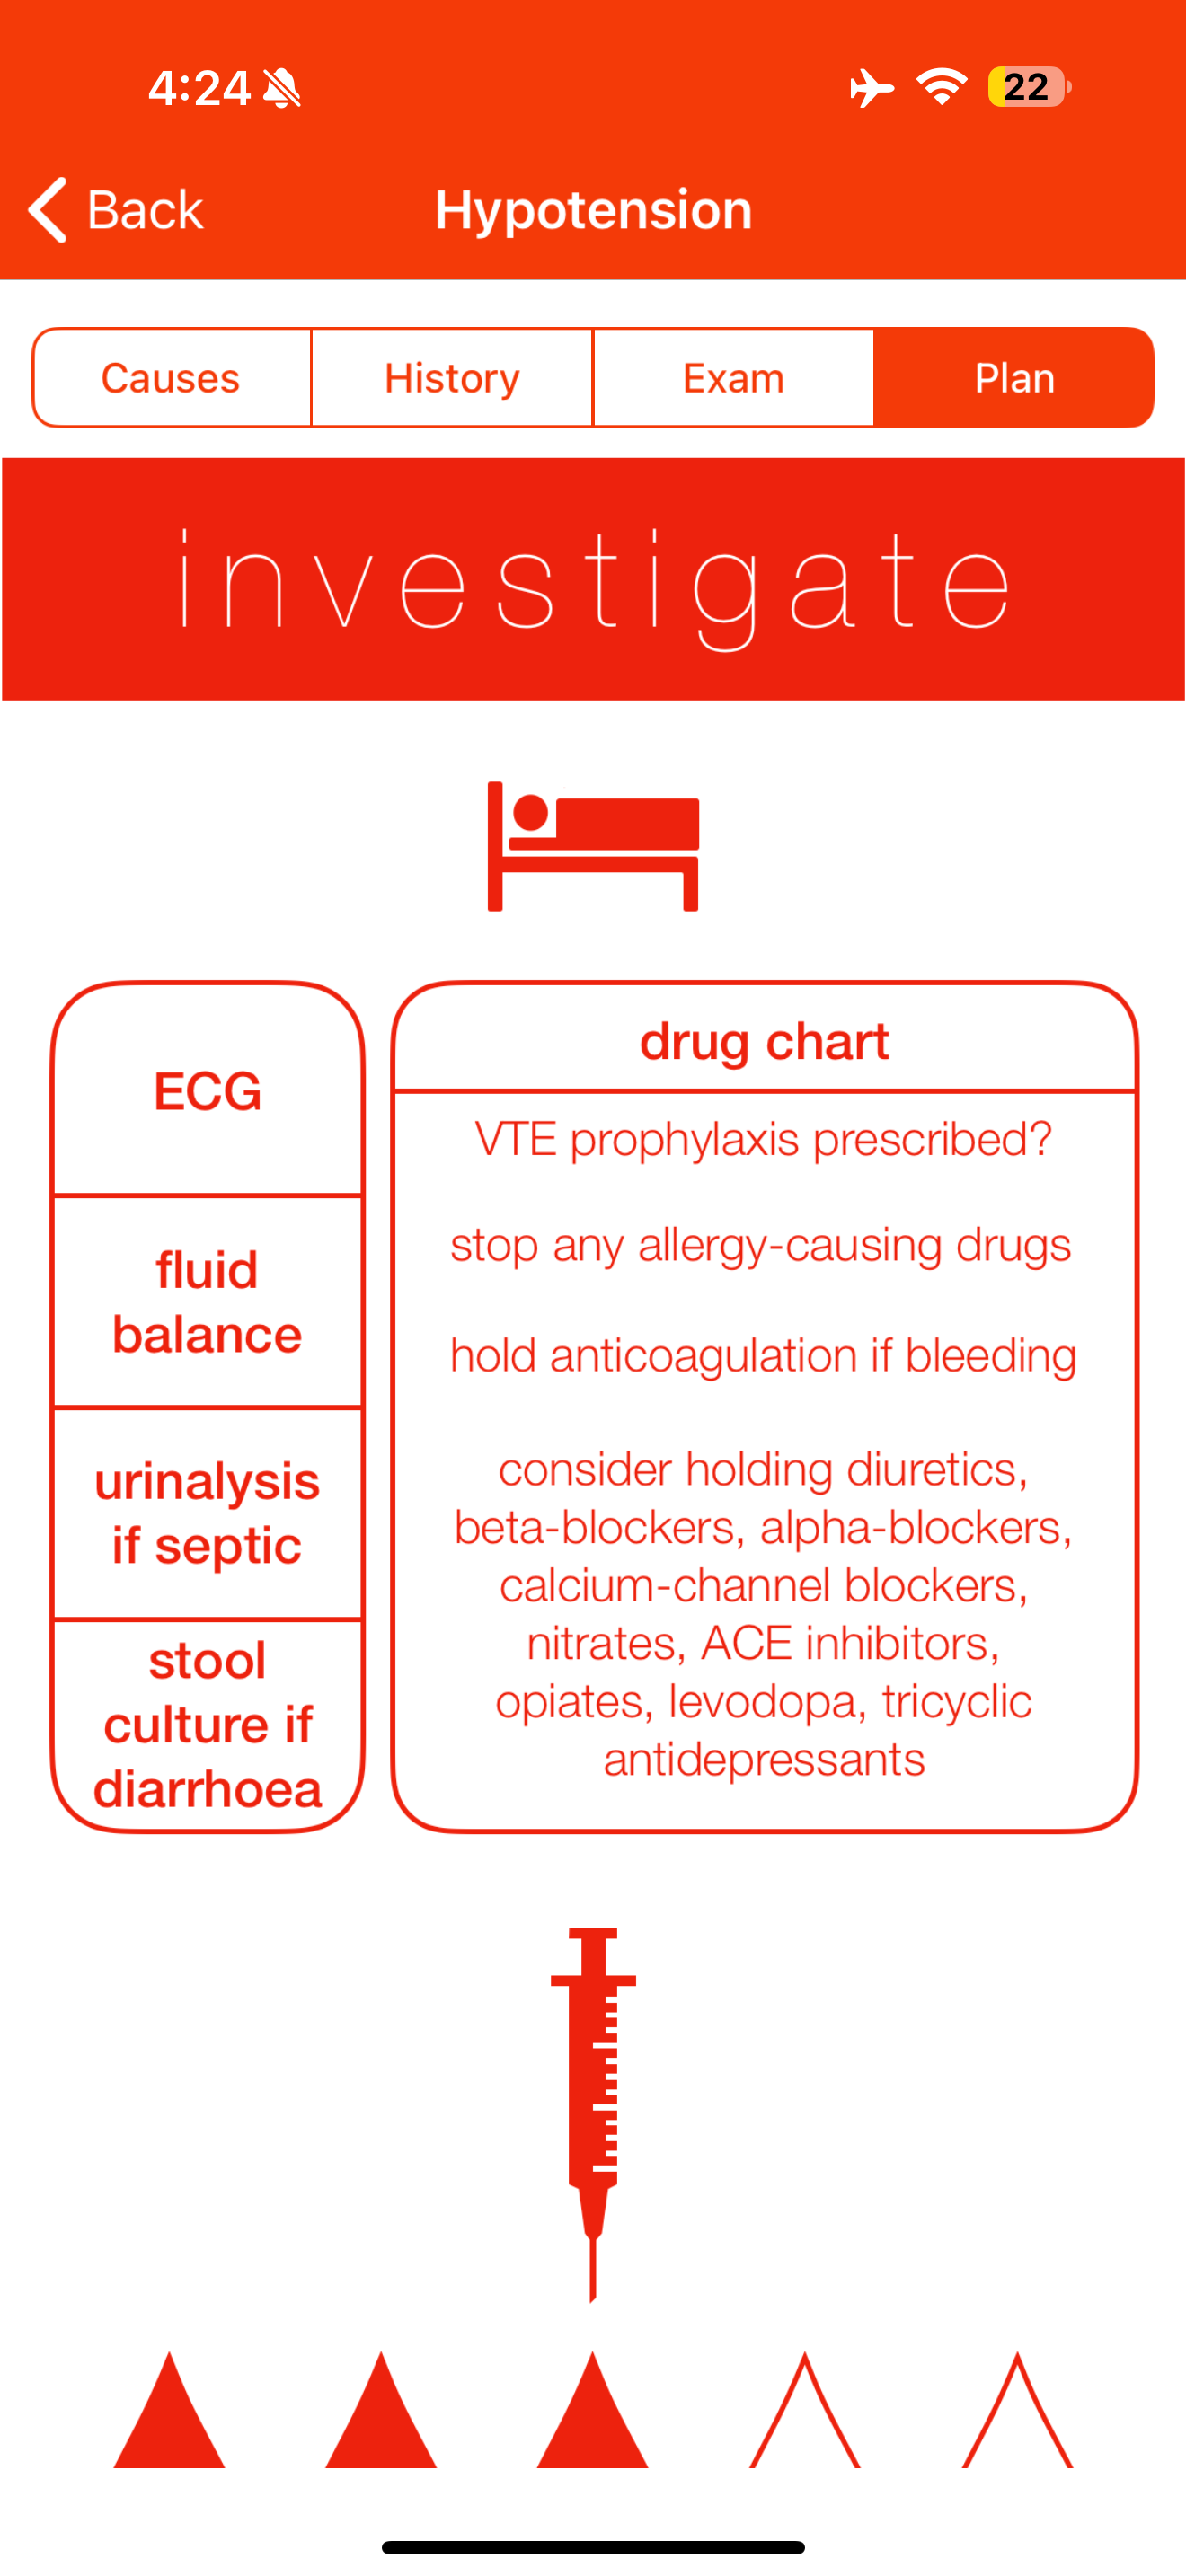 4:24
22
Back
Hypotension
Causes
History
Exam
Plan
investigate
ECG
fluid
balance
urinalysis
if septic
stool
culture if
diarrhoea
drug chart
VTE prophylaxis prescribed?
stop any allergy-causing drugs
hold anticoagulation if bleeding
consider holding diuretics,
beta-blockers, alpha-blockers,
calcium-channel blockers,
nitrates, ACE inhibitors,
opiates, levodopa, tricyclic
antidepressants